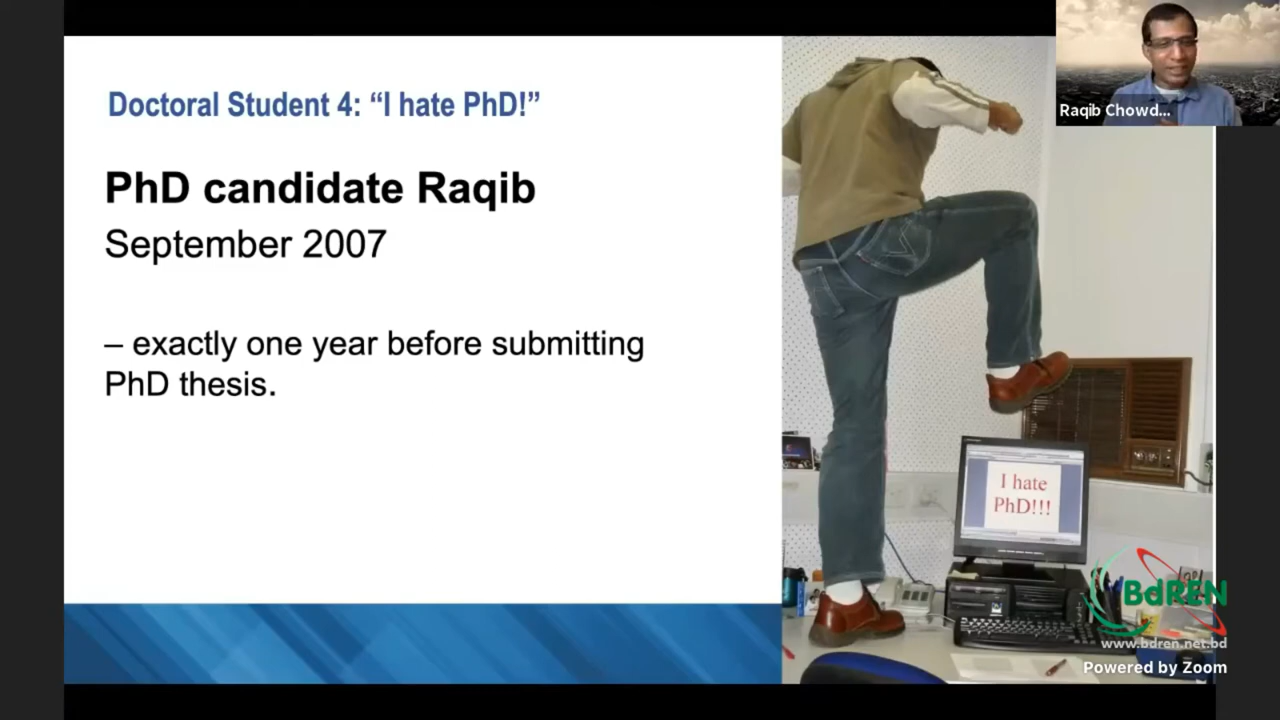 Doctoral Student 4: “I hate PhD!”
PhD candidate Raqib
September 2007
– exactly one year before submitting
PhD thesis.
Raqib Chowd...
I hate
PhD!!!
BdREN
www.bdren.net.bd
Powered by Zoom